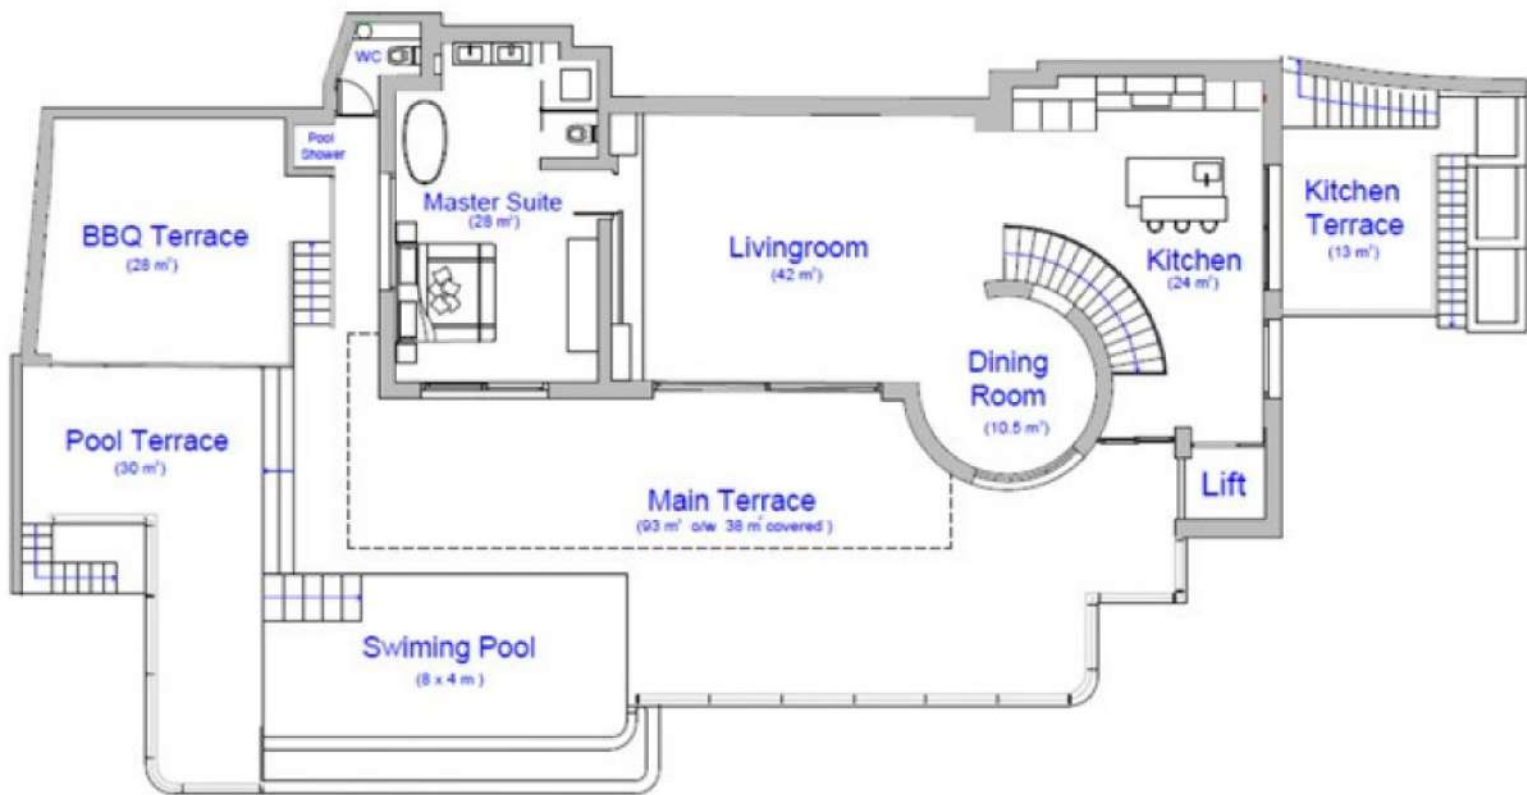 WC
Pool
Shower
Master Suite
(28 m²)
BBQ Terrace
(28 m²)
Livingroom
(42 m²)
Kitchen
(24 m²)
Kitchen
Terrace
(13 m²)
Dining
Room
(10.5 m²)
Pool Terrace
(30 m²)
Main Terrace
(93 m² o/w 38 m² covered )
Lift
Swiming Pool
(8 x 4 m )